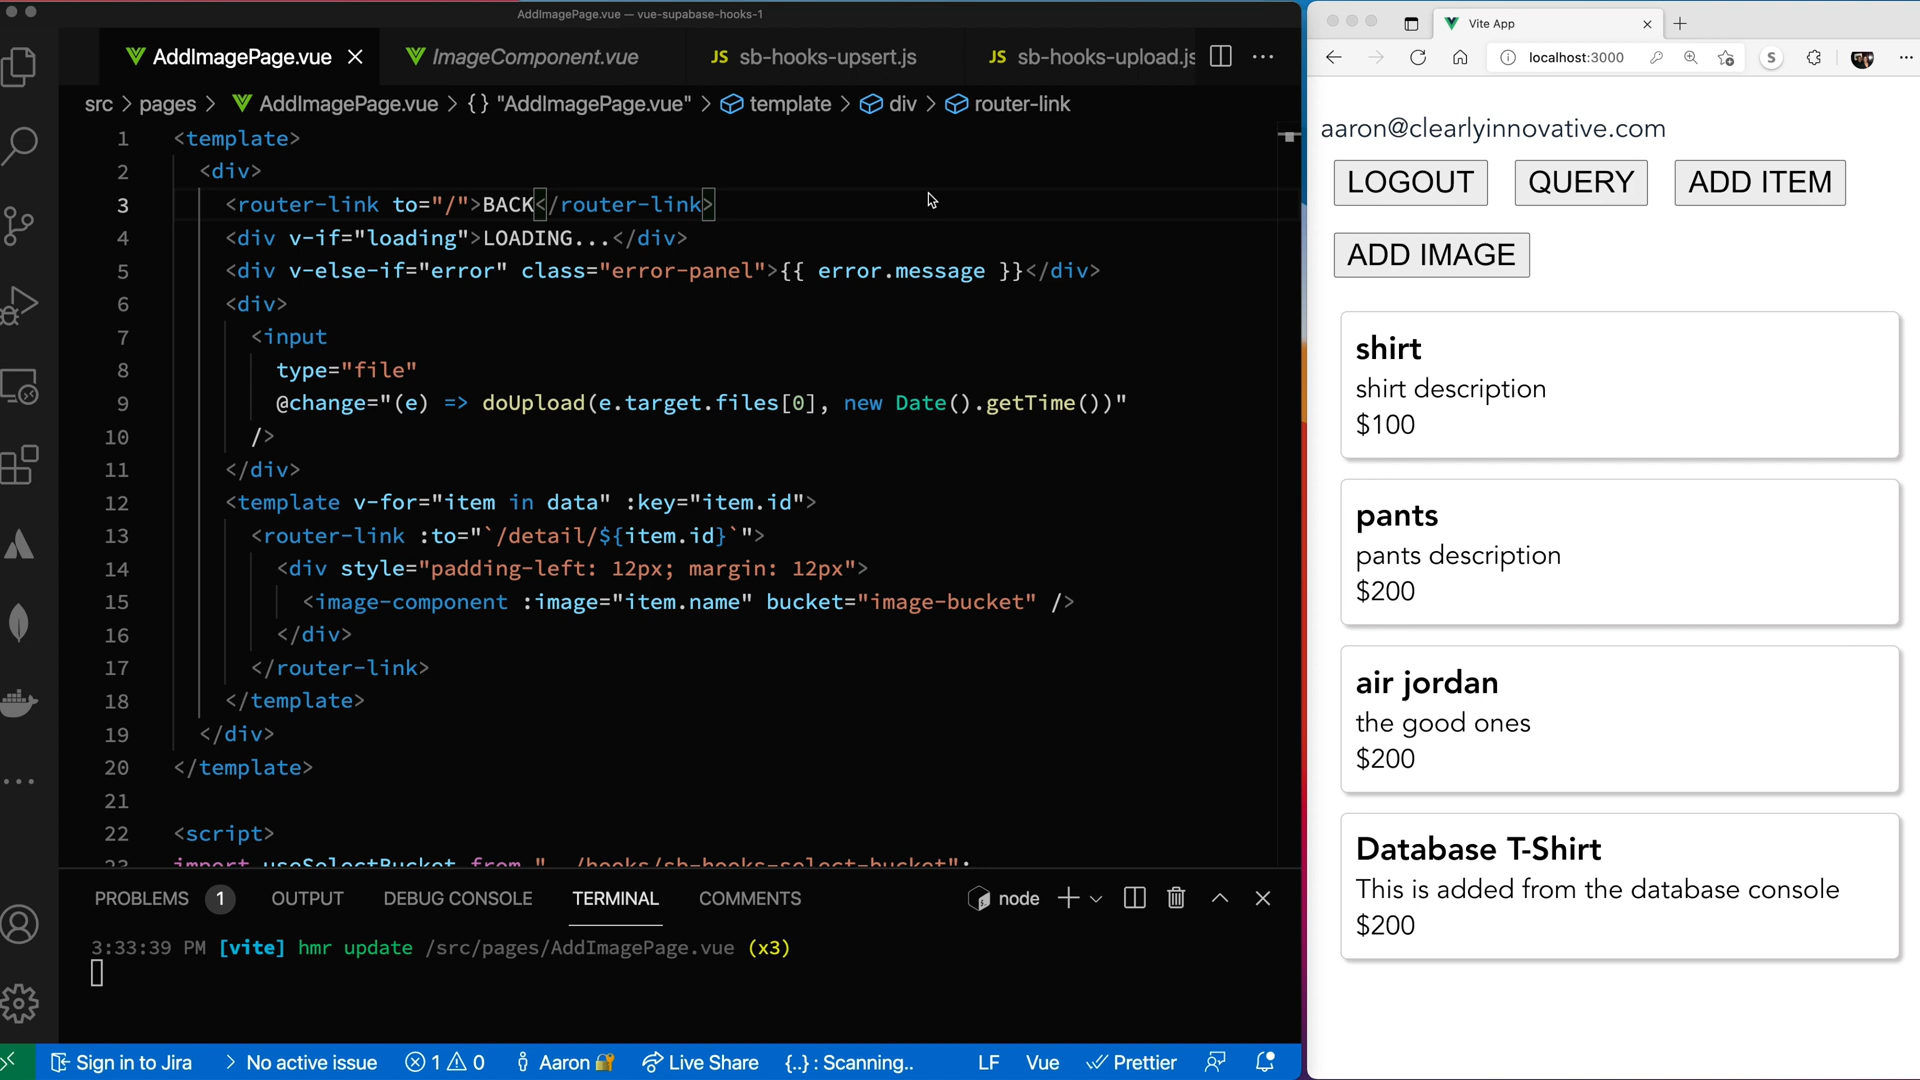 AddImagePage.vue — vue-supabase-hooks-1
AddImagePage.vue
ImageComponent.vue
JS sb-hooks-upsert.js
JS sb-hooks-upload.js
src > pages > AddImagePage.vue > {} "AddImagePage.vue" > template > div > router-link
1 <template>
2 <div>
3 <router-link to="/">BACK</router-link>
4 <div v-if="loading">LOADING...</div>
5 <div v-else-if="error" class="error-panel">{{ error.message }}</div>
6 <div>
7 <input
8 type="file"
9 @change="(e) => doUpload(e.target.files[0], new Date().getTime())"
10 />
11 </div>
12 <template v-for="item in data" :key="item.id">
13 <router-link :to="`/detail/${item.id}`">
14 <div style="padding-left: 12px; margin: 12px">
15 <image-component :image="item.name" bucket="image-bucket" />
16 </div>
17 </router-link>
18 </template>
19 </div>
20 </template>
21
22 <script>
23 import useSelectBucket from "../hooks/sb-hooks-select-bucket";
PROBLEMS 1 OUTPUT DEBUG CONSOLE TERMINAL COMMENTS
node
3:33:39 PM [vite] hmr update /src/pages/AddImagePage.vue (x3)
Sign in to Jira
No active issue
1 0
Aaron
Live Share
{..} : Scanning..
LF
Vue
Prettier
Vite App
localhost:3000
S
aaron@clearlyinnovative.com
LOGOUT
QUERY
ADD ITEM
ADD IMAGE
shirt
shirt description
$100
pants
pants description
$200
air jordan
the good ones
$200
Database T-Shirt
This is added from the database console
$200